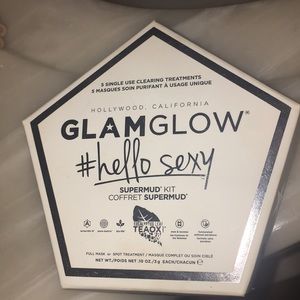 5 SINGLE USE CLEARING TREATMENTS
5 MASQUES SOIN PURIFIANT À USAGE UNIQUE
HOLLYWOOD, CALIFORNIA
GLAMGLOW®
#hello sexy
SUPERMUD® KIT
COFFRET SUPERMUD®
TEAOXI
FULL MASK or SPOT TREATMENT / MASQUE COMPLET OU SOIN CIBLÉ
NET WT/POIDS NET .10 OZ/3g EACH/CHACUN